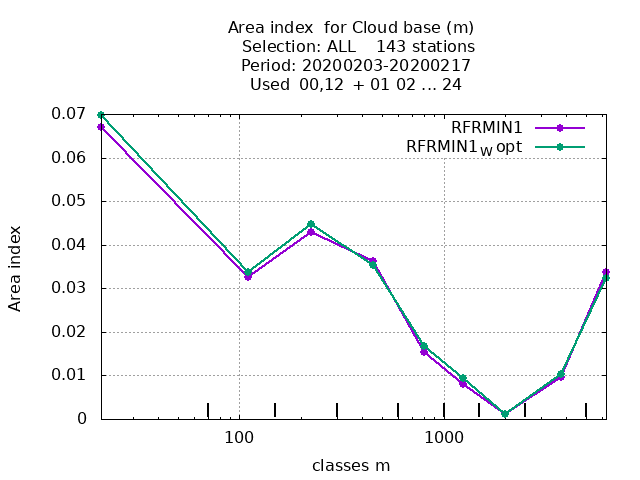 Area index  for Cloud base (m)
Selection: ALL    143 stations
Period: 20200203-20200217
Used  00,12  + 01 02 ... 24
RFRMIN1
RFRMIN1W opt
0.07
0.06
0.05
0.04
0.03
0.02
0.01
0
Area index
100
1000
classes m